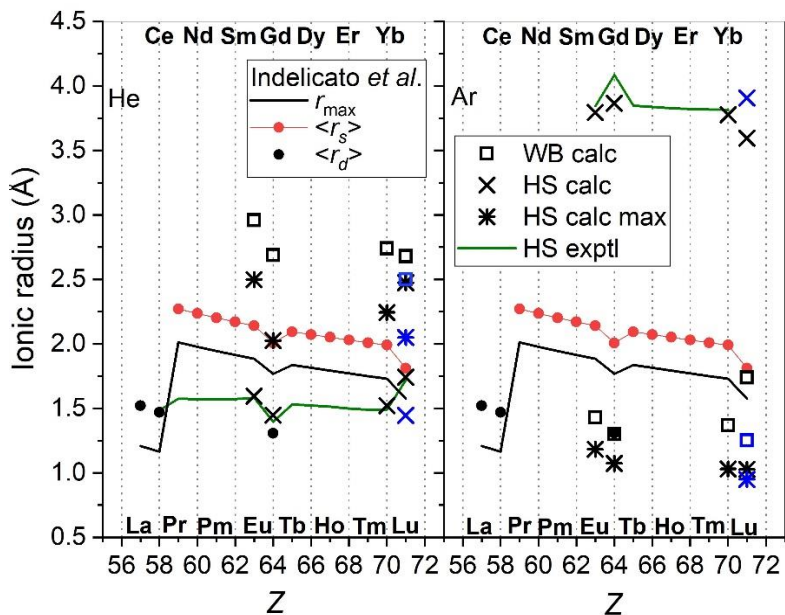 4.5
4.0
3.5
3.0
2.5
2.0
1.5
1.0
0.5
Ionic radius (Å)
Ce Nd Sm Gd Dy Er Yb
He
Indelicato et al.
r_max
<r_s>
<r_d>
La Pr Pm Eu Tb Ho Tm Lu
56 58 60 62 64 66 68 70 72
Z
Ce Nd Sm Gd Dy Er Yb
Ar
WB calc
HS calc
HS calc max
HS exptl
La Pr Pm Eu Tb Ho Tm Lu
56 58 60 62 64 66 68 70 72
Z